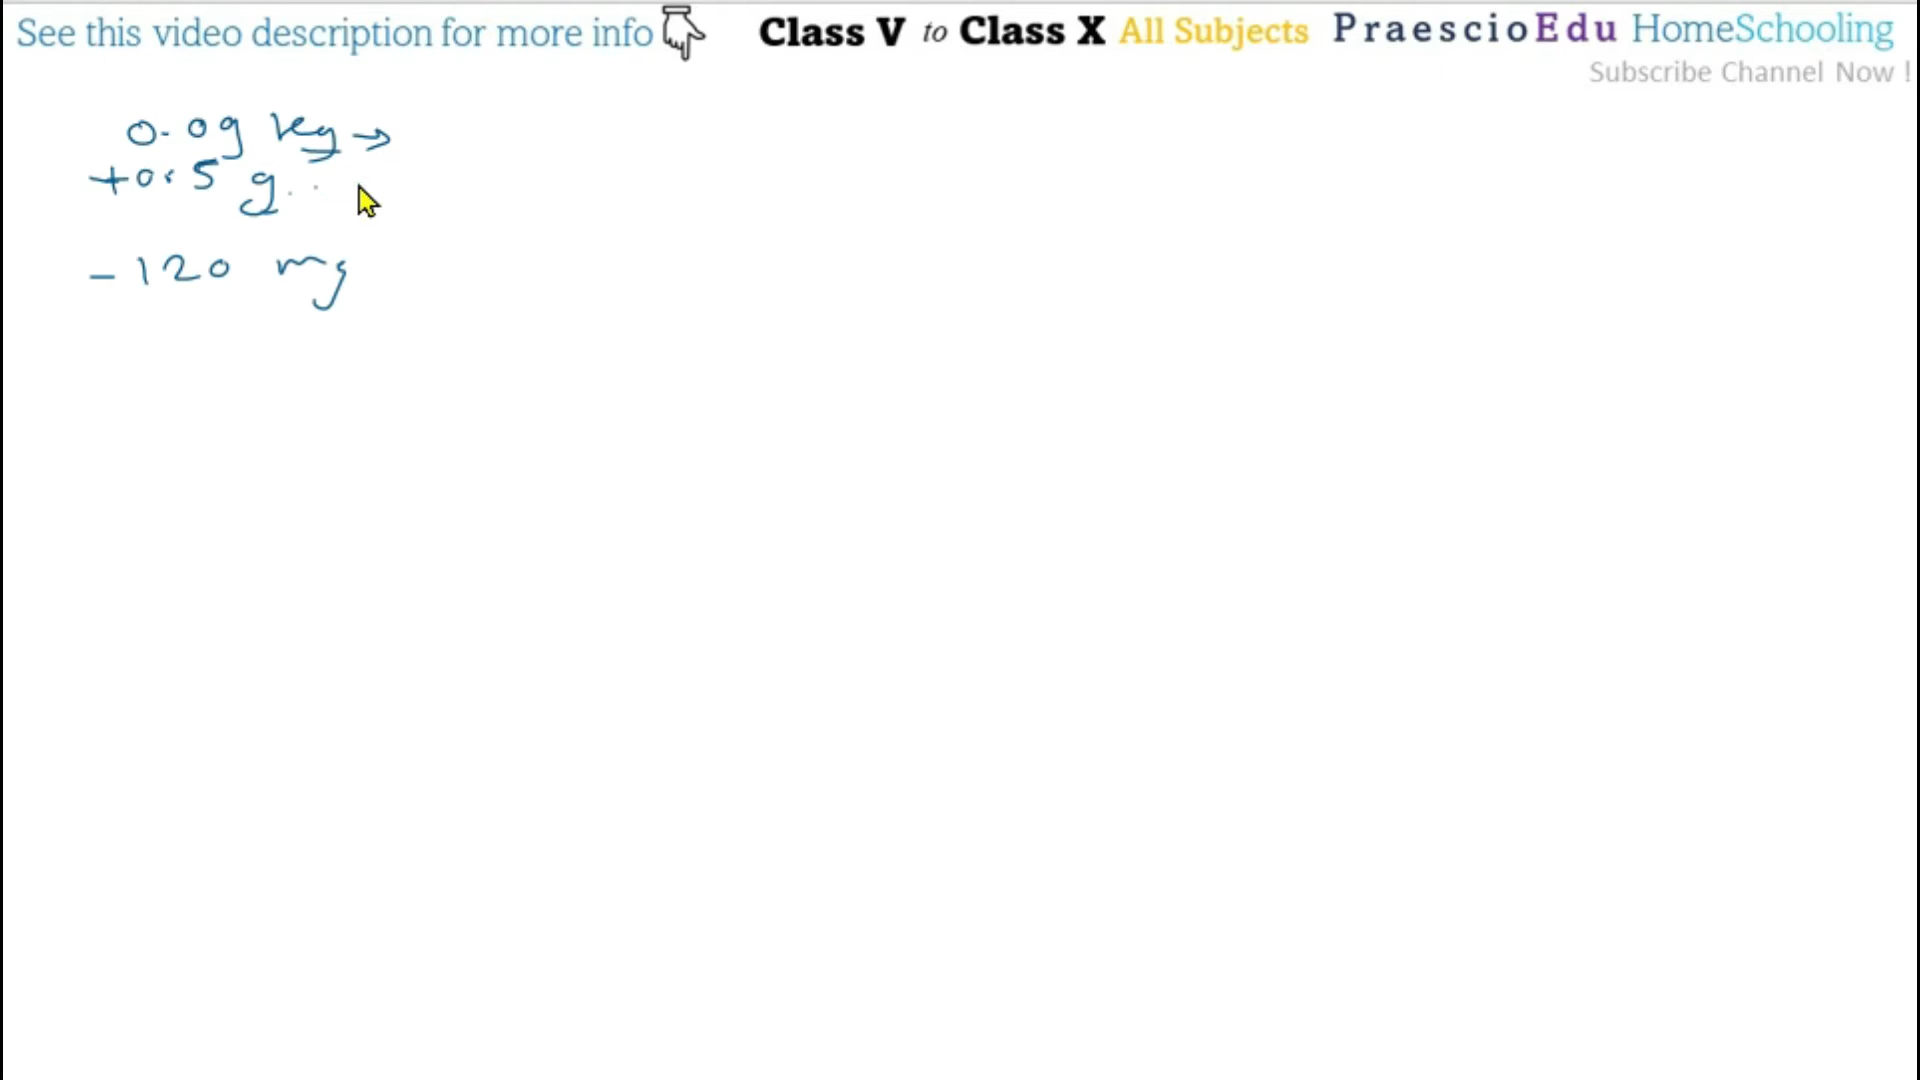 See this video description for more info Class V to Class X All Subjects PraescioEdu HomeSchooling
Subscribe Channel Now !
0.09 kg →
+0.5 g
- 120 mg